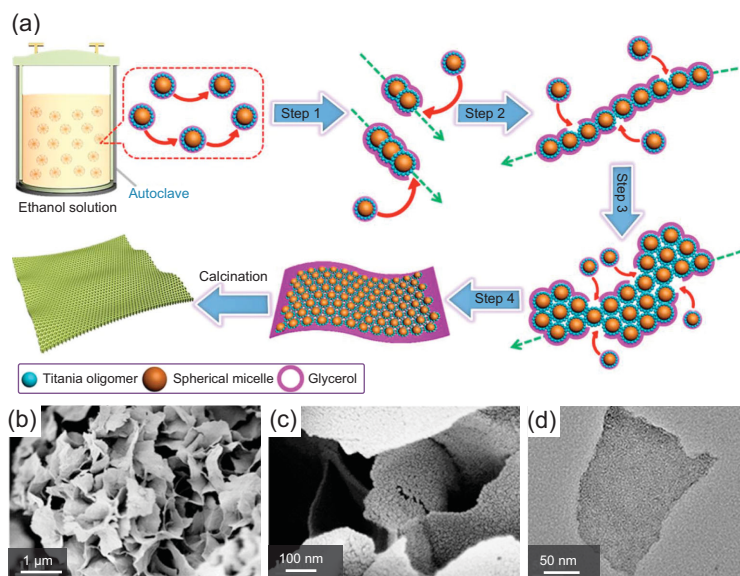 (a)
Step 1
Step 2
Autoclave
Ethanol solution
Step 3
Calcination
Step 4
Titania oligomer
Spherical micelle
Glycerol
(b)
(c)
(d)
1 μm
100 nm
50 nm